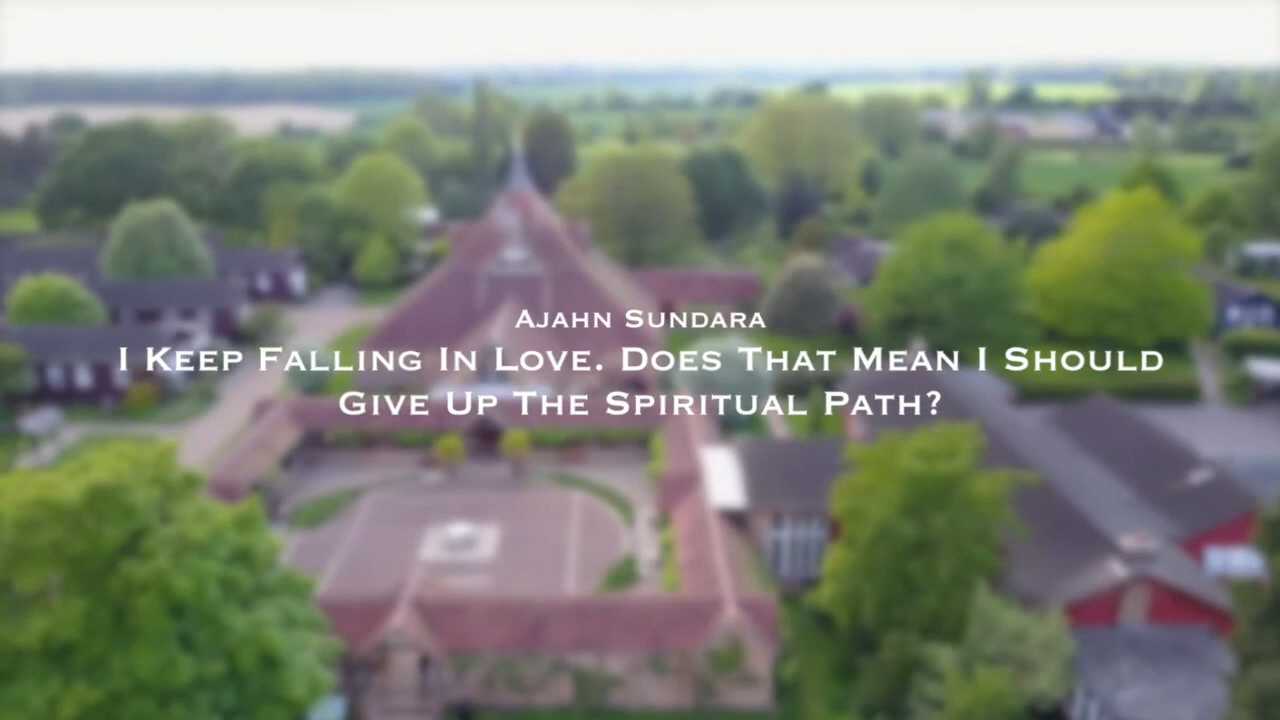 Ajahn Sundara
I Keep Falling In Love. Does That Mean I Should
Give Up The Spiritual Path?